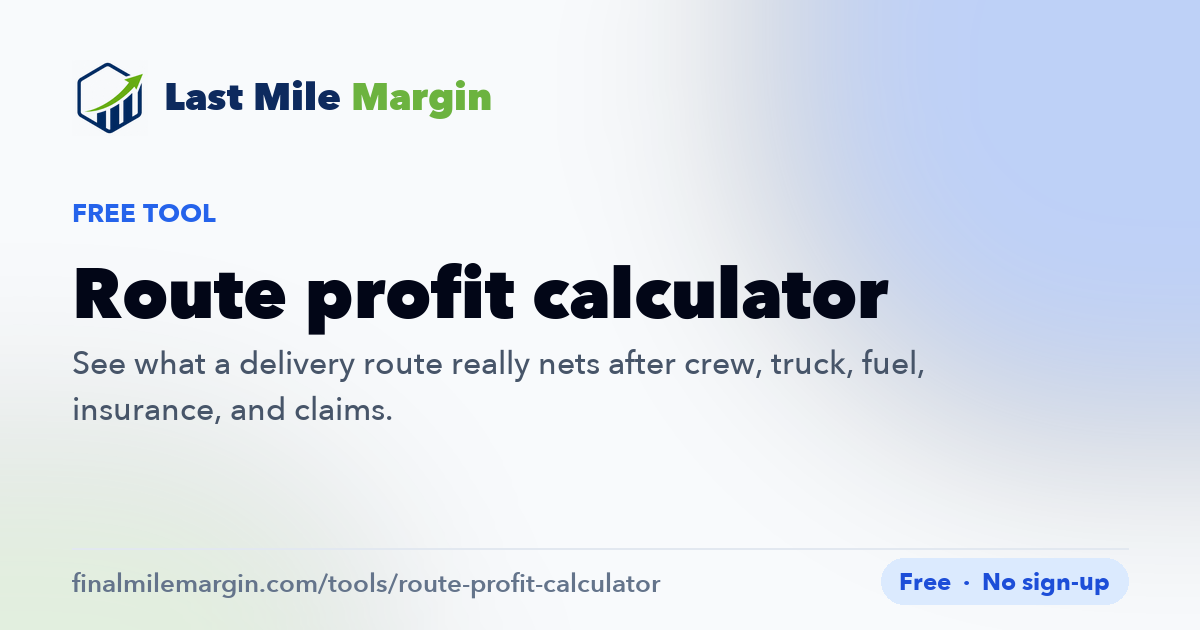 Last Mile Margin
FREE TOOL
Route profit calculator
See what a delivery route really nets after crew, truck, fuel,
insurance, and claims.
finalmilemargin.com/tools/route-profit-calculator
Free · No sign-up